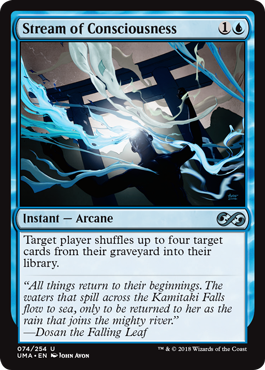 Stream of Consciousness 1
Instant — Arcane
Target player shuffles up to four target
cards from their graveyard into their
library.
“All things return to their beginnings. The
waters that spill across the Kamitaki Falls
flow to sea, only to be returned to her as the
rain that joins the mighty river.”
—Dosan the Falling Leaf
074/254 U
UMA • EN John Avon
™ & © 2018 Wizards of the Coast